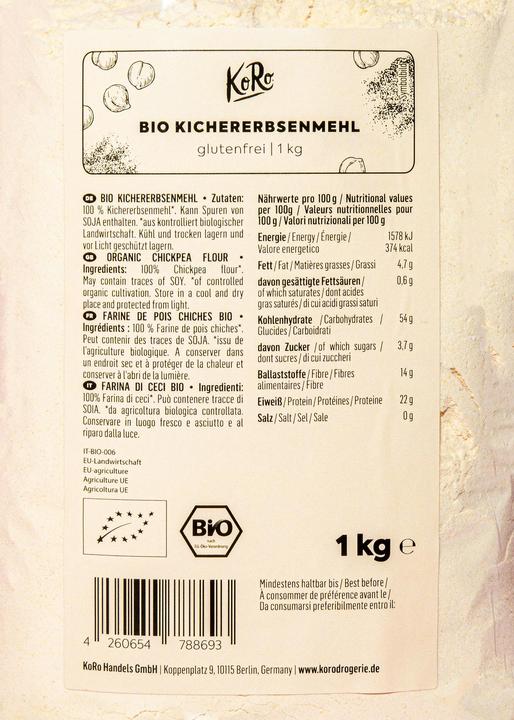 KoRo
Symbolbild
BIO KICHERERBSENMEHL
glutenfrei | 1 kg
DE BIO KICHERERBSENMEHL • Zutaten:
100 % Kichererbsenmehl*. Kann Spuren von
SOJA enthalten. *aus kontrolliert biologischer
Landwirtschaft. Kühl und trocken lagern und
vor Licht geschützt lagern.
GB ORGANIC CHICKPEA FLOUR •
Ingredients: 100% Chickpea flour*.
May contain traces of SOY. *of controlled
organic cultivation. Store in a cool and dry
place and protected from light.
FR FARINE DE POIS CHICHES BIO •
Ingrédients : 100 % Farine de pois chiches*.
Peut contenir des traces de SOJA. *issu de
l'agriculture biologique. A conserver dans
un endroit sec et à protéger de la chaleur et
conserver à l'abri de la lumière.
IT FARINA DI CECI BIO • Ingredienti:
100% Farina di ceci*. Può contenere tracce di
SOIA. *da agricoltura biologica controllata.
Conservare in luogo fresco e asciutto e al
riparo dalla luce.
Nährwerte pro 100 g / Nutritional values
per 100g / Valeurs nutritionnelles pour
100 g / Valori nutrizionali per 100 g
Energie / Energy / Énergie / 1578 kJ
Valore energetico 374 kcal
Fett / Fat / Matières grasses / Grassi 4,7 g
davon gesättigte Fettsäuren / 0,6 g
of which saturates / dont acides
gras saturés / di cui acidi grassi saturi
Kohlenhydrate / Carbohydrates / 54 g
Glucides / Carboidrati
davon Zucker / of which sugars / 3,7 g
dont sucres / di cui zuccheri
Ballaststoffe / Fibre / Fibres 14 g
alimentaires / Fibre
Eiweiß / Protein / Protéines / Proteine 22 g
Salz / Salt / Sel / Sale 0 g
IT-BIO-006
EU-Landwirtschaft
EU-agriculture
Agriculture UE
Agricoltura UE
Bio
nach
EG-Öko-Verordnung
1 kg ℮
Mindestens haltbar bis / Best before /
À consommer de préférence avant le /
Da consumarsi preferibilmente entro il:
4 260654 788693
KoRo Handels GmbH | Koppenplatz 9, 10115 Berlin, Germany | www.korodrogerie.de